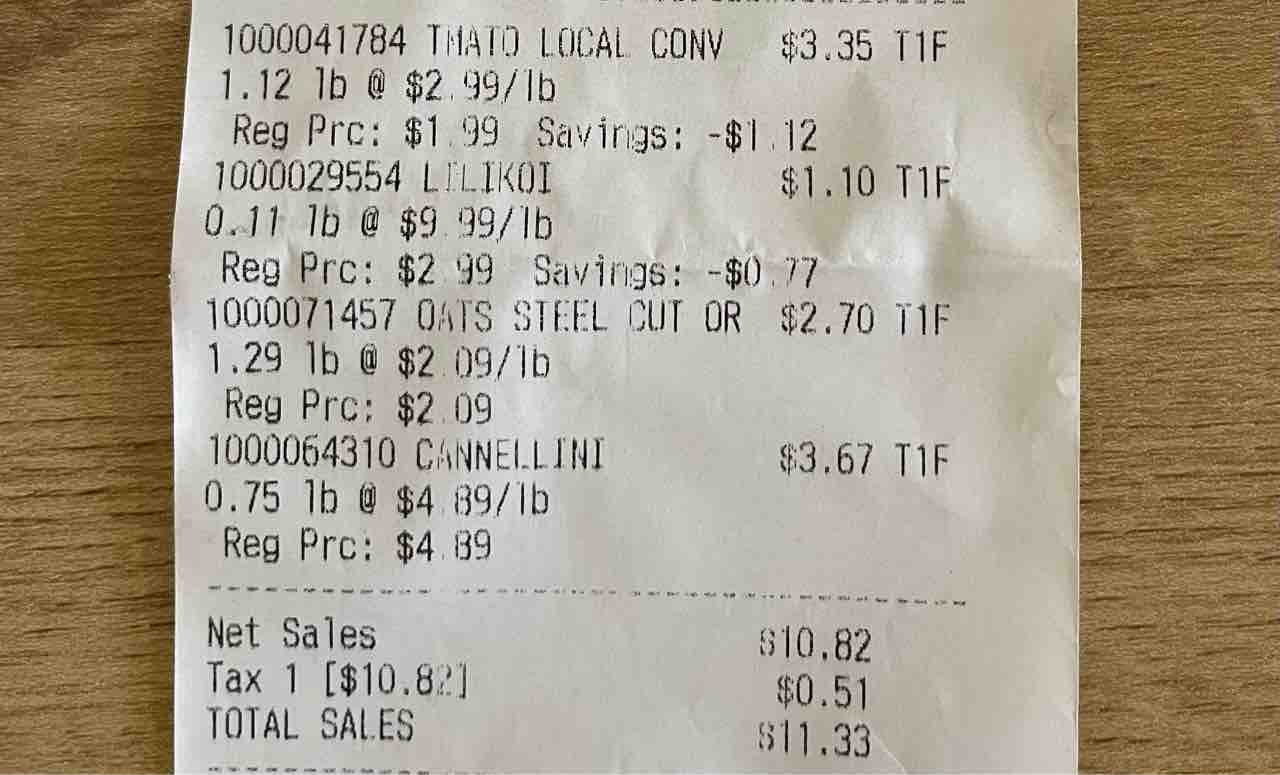 1000041784 TMATO LOCAL CONV $3.35 T1F
1.12 lb @ $2.99/lb
Reg Prc: $1.99 Savings: -$1.12
1000029554 LILIKOI $1.10 T1F
0.11 lb @ $9.99/lb
Reg Prc: $2.99 Savings: -$0.77
1000071457 OATS STEEL CUT OR $2.70 T1F
1.29 lb @ $2.09/lb
Reg Prc: $2.09
1000064310 CANNELLINI $3.67 T1F
0.75 lb @ $4.89/lb
Reg Prc: $4.89
Net Sales $10.82
Tax 1 [$10.82] $0.51
TOTAL SALES $11.33